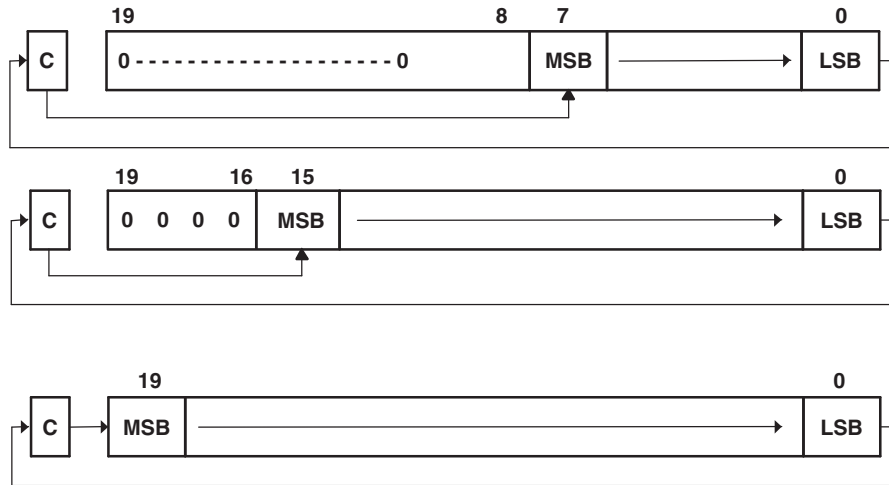 19 8 7 0
C 0 - - - - - - - - - - - - - - - - - - - - 0 MSB LSB
19 16 15 0
C 0 0 0 0 MSB LSB
19 0
C MSB LSB